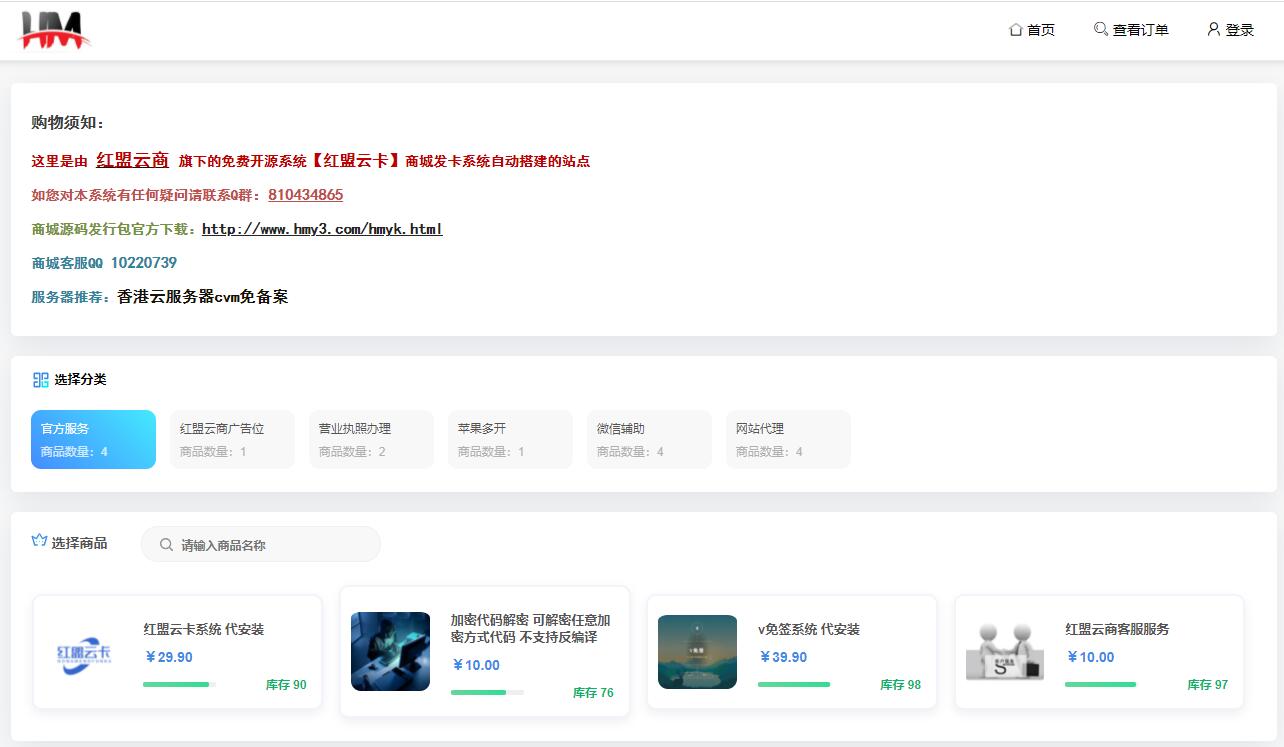 HM
首页
查看订单
登录
购物须知：
这里是由 红盟云商 旗下的免费开源系统【红盟云卡】商城发卡系统自动搭建的站点
如您对本系统有任何疑问请联系Q群：810434865
商城源码发行包官方下载：http://www.hmy3.com/hmyk.html
商城客服QQ 10220739
服务器推荐：香港云服务器cvm免备案
选择分类
官方服务
商品数量：4
红盟云商广告位
商品数量：1
营业执照办理
商品数量：2
苹果多开
商品数量：1
微信辅助
商品数量：4
网站代理
商品数量：4
选择商品
请输入商品名称
红盟云卡
红盟云卡系统 代安装
￥29.90
库存 90
加密代码解密 可解密任意加
密方式代码 不支持反编译
￥10.00
库存 76
V免签
v免签系统 代安装
￥39.90
库存 98
红盟云商客服服务
￥10.00
库存 97